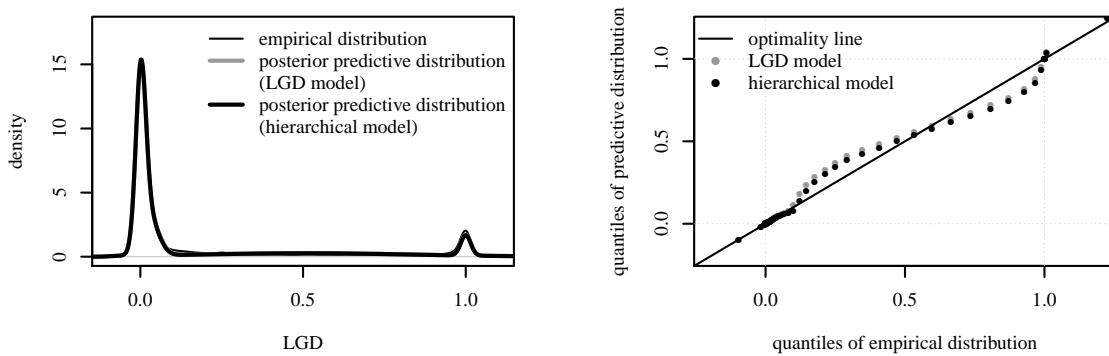 empirical distribution
posterior predictive distribution
(LGD model)
posterior predictive distribution
(hierarchical model)
density
0
5
10
15
0.0
0.5
1.0
LGD
optimality line
LGD model
hierarchical model
quantiles of predictive distribution
0.0
0.5
1.0
0.0
0.5
1.0
quantiles of empirical distribution